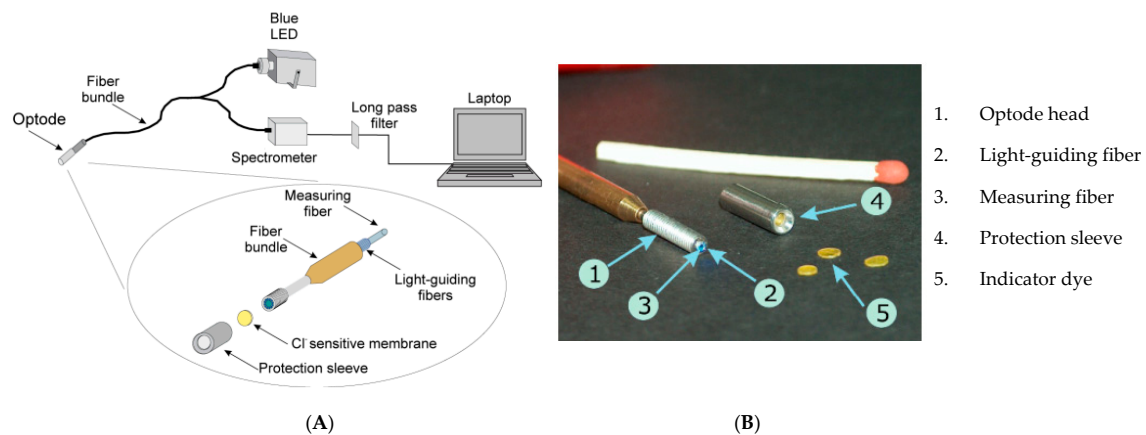 Blue
LED
Fiber
bundle
Optode
Long pass
filter
Laptop
Spectrometer
Measuring
fiber
Fiber
bundle
Light-guiding
fibers
Cl⁻ sensitive membrane
Protection sleeve
(A)
1
2
3
4
5
(B)
1. Optode head
2. Light-guiding fiber
3. Measuring fiber
4. Protection sleeve
5. Indicator dye